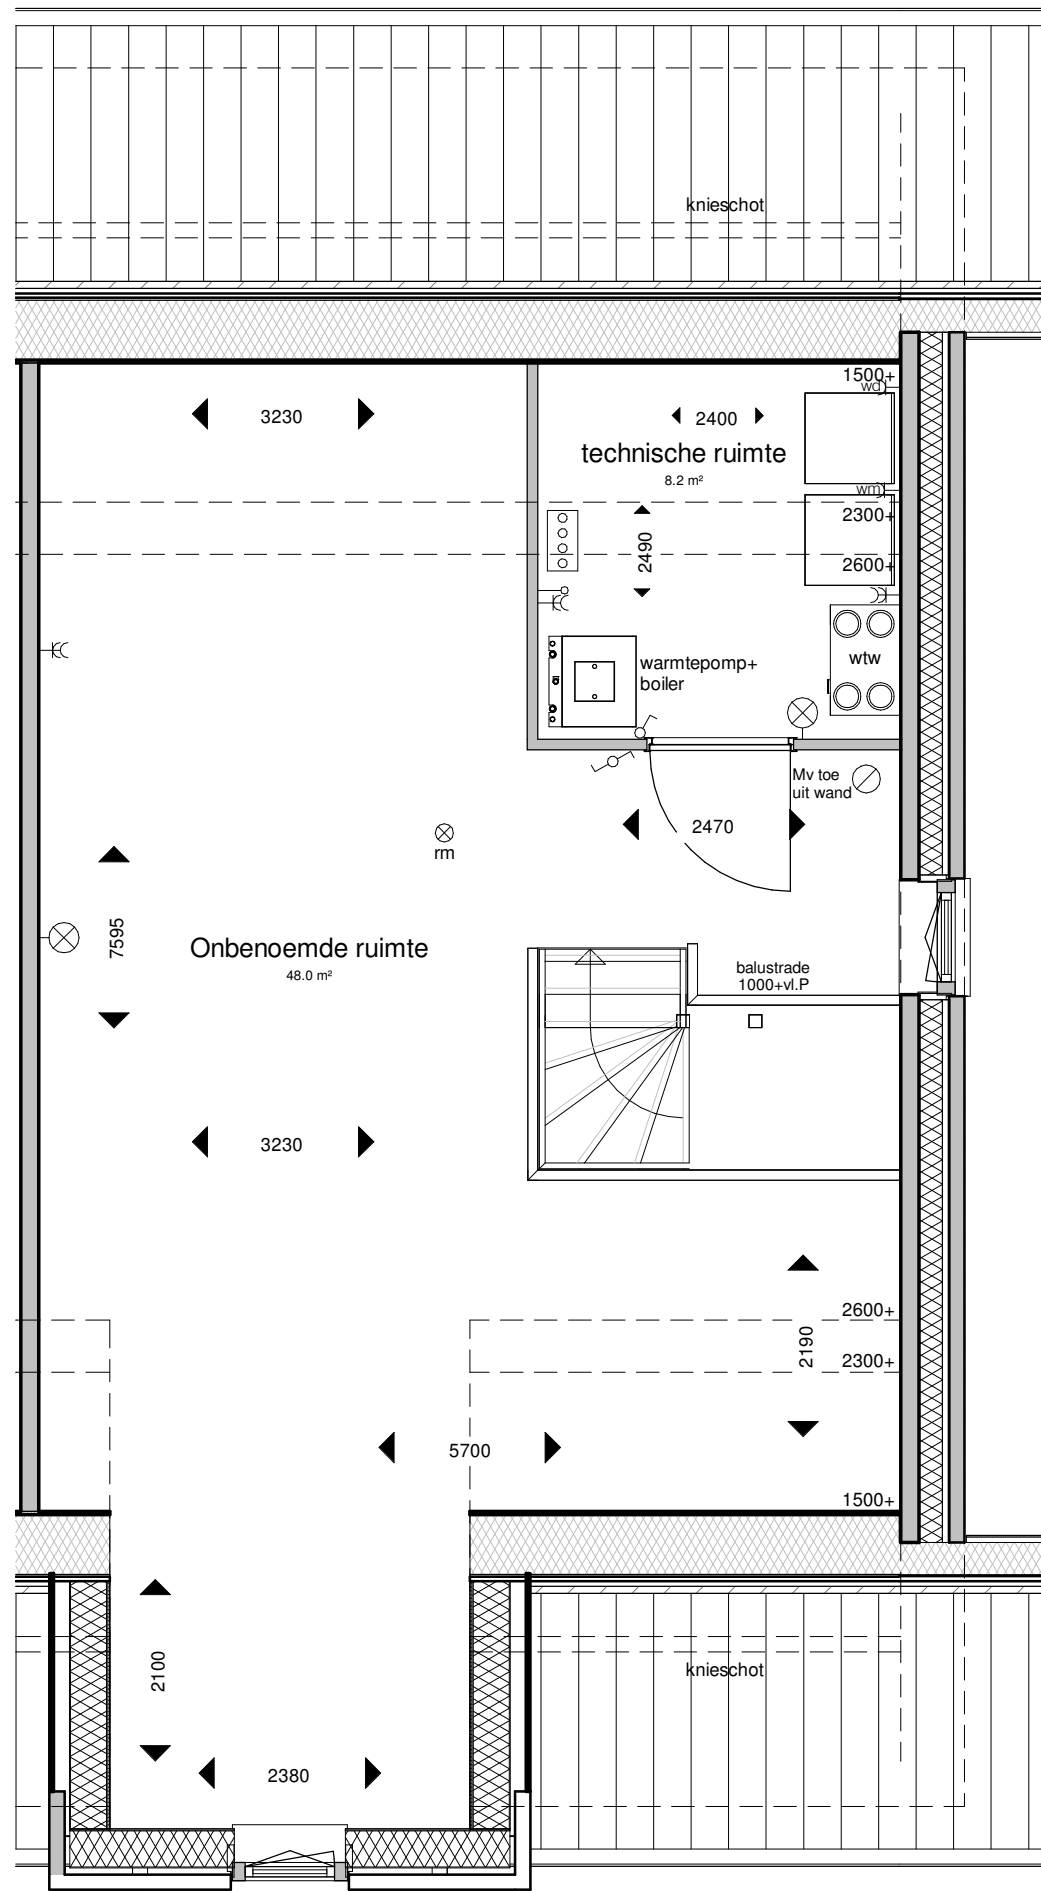 knieschot
1500+
wd
3230
2400
technische ruimte
8.2 m²
wm
2300+
2490
2600+
warmtepomp+
boiler
wtw
Mv toe
uit wand
2470
rm
7595
Onbenoemde ruimte
48.0 m²
balustrade
1000+vl.P
3230
2600+
2190
2300+
5700
1500+
2100
knieschot
2380